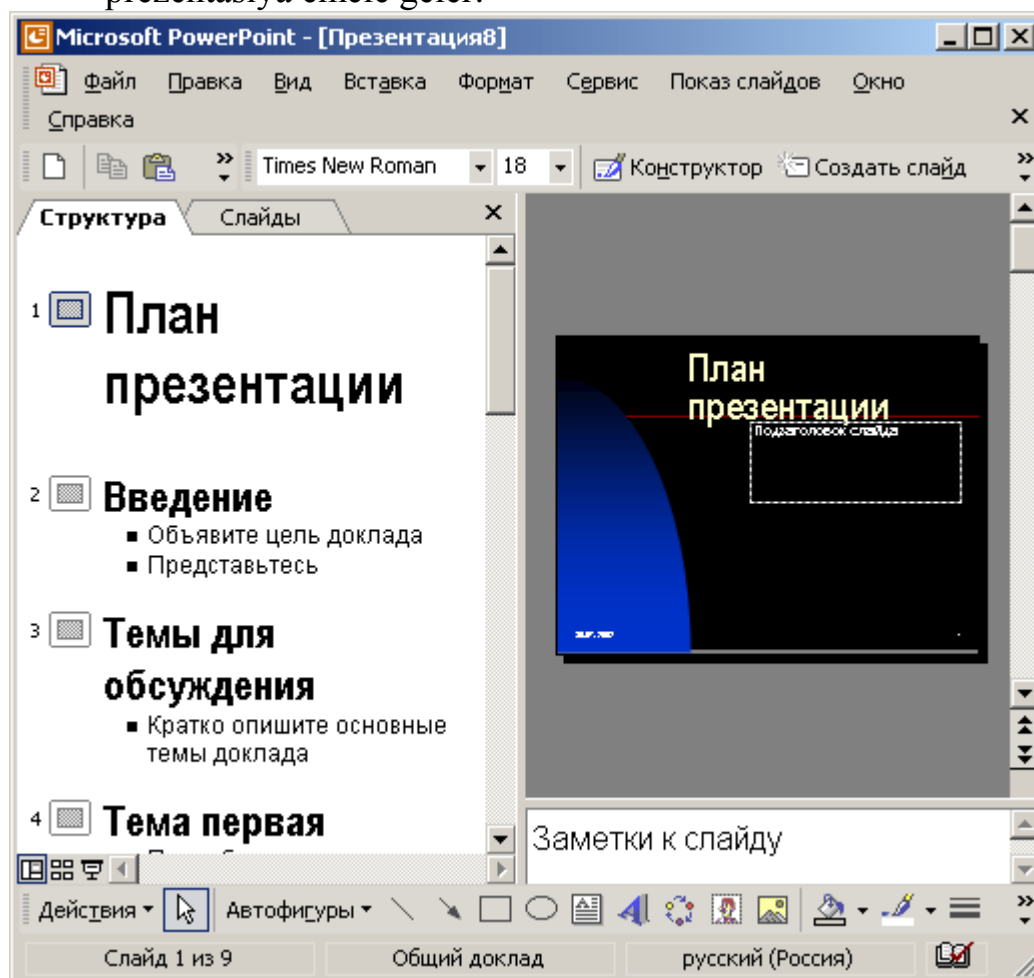 prezentasiya emele geler.
Microsoft PowerPoint - [Презентация8]
Файл Правка Вид Вставка Формат Сервис Показ слайдов Окно
Справка
Times New Roman 18 Конструктор Создать слайд
Структура Слайды
1 План
презентации
2 Введение
■ Объявите цель доклада
■ Представьтесь
3 Темы для
обсуждения
■ Кратко опишите основные
темы доклада
4 Тема первая
План
презентации
Подзаголовок слайда
Заметки к слайду
Действия Автофигуры
Слайд 1 из 9 Общий доклад русский (Россия)